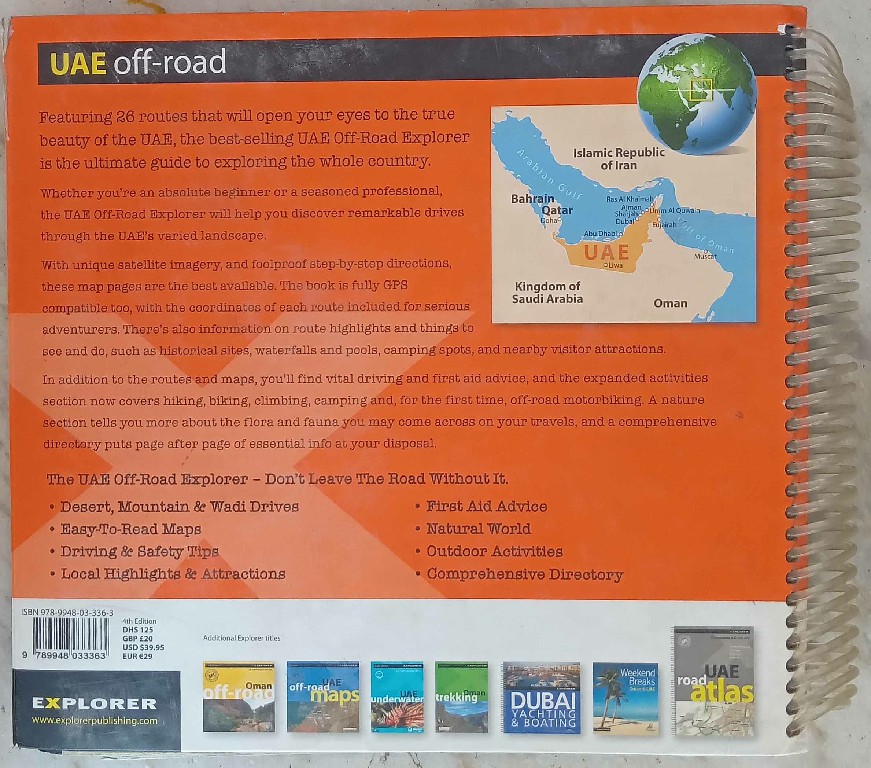 UAE off-road
Featuring 26 routes that will open your eyes to the true
beauty of the UAE, the best-selling UAE Off-Road Explorer
is the ultimate guide to exploring the whole country.
Whether you're an absolute beginner or a seasoned professional,
the UAE Off-Road Explorer will help you discover remarkable drives
through the UAE's varied landscape.
With unique satellite imagery, and foolproof step-by-step directions,
these map pages are the best available. The book is fully GPS
compatible too, with the coordinates of each route included for serious
adventurers. There's also information on route highlights and things to
see and do, such as historical sites, waterfalls and pools, camping spots, and nearby visitor attractions.
In addition to the routes and maps, you'll find vital driving and first aid advice, and the expanded activities
section now covers hiking, biking, climbing, camping and, for the first time, off-road motorbiking. A nature
section tells you more about the flora and fauna you may come across on your travels, and a comprehensive
directory puts page after page of essential info at your disposal.
Islamic Republic
of Iran
Arabian Gulf
Bahrain
Qatar
Doha
Ras Al Khaimah
Ajman
Umm Al Quwain
Sharjah
Dubai
Fujairah
Abu Dhabi
Gulf of Oman
UAE
Liwa
Muscat
Kingdom of
Saudi Arabia
Oman
The UAE Off-Road Explorer – Don't Leave The Road Without It.
• Desert, Mountain & Wadi Drives
• Easy-To-Read Maps
• Driving & Safety Tips
• Local Highlights & Attractions
• First Aid Advice
• Natural World
• Outdoor Activities
• Comprehensive Directory
ISBN 978-9948-03-336-3
9 789948 033363
4th Edition
DHS 125
GBP £20
USD $39.95
EUR €29
Additional Explorer titles
EXPLORER
www.explorerpublishing.com
Oman
off-road
UAE
off-road maps
UAE
underwater
Oman
trekking
DUBAI
YACHTING
& BOATING
Weekend
Breaks
UAE
road
atlas